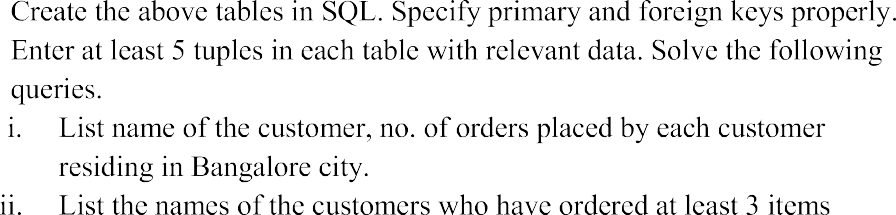 Create the above tables in SQL. Specify primary and foreign keys properly.
Enter at least 5 tuples in each table with relevant data. Solve the following
queries.
i. List name of the customer, no. of orders placed by each customer
residing in Bangalore city.
ii. List the names of the customers who have ordered at least 3 items